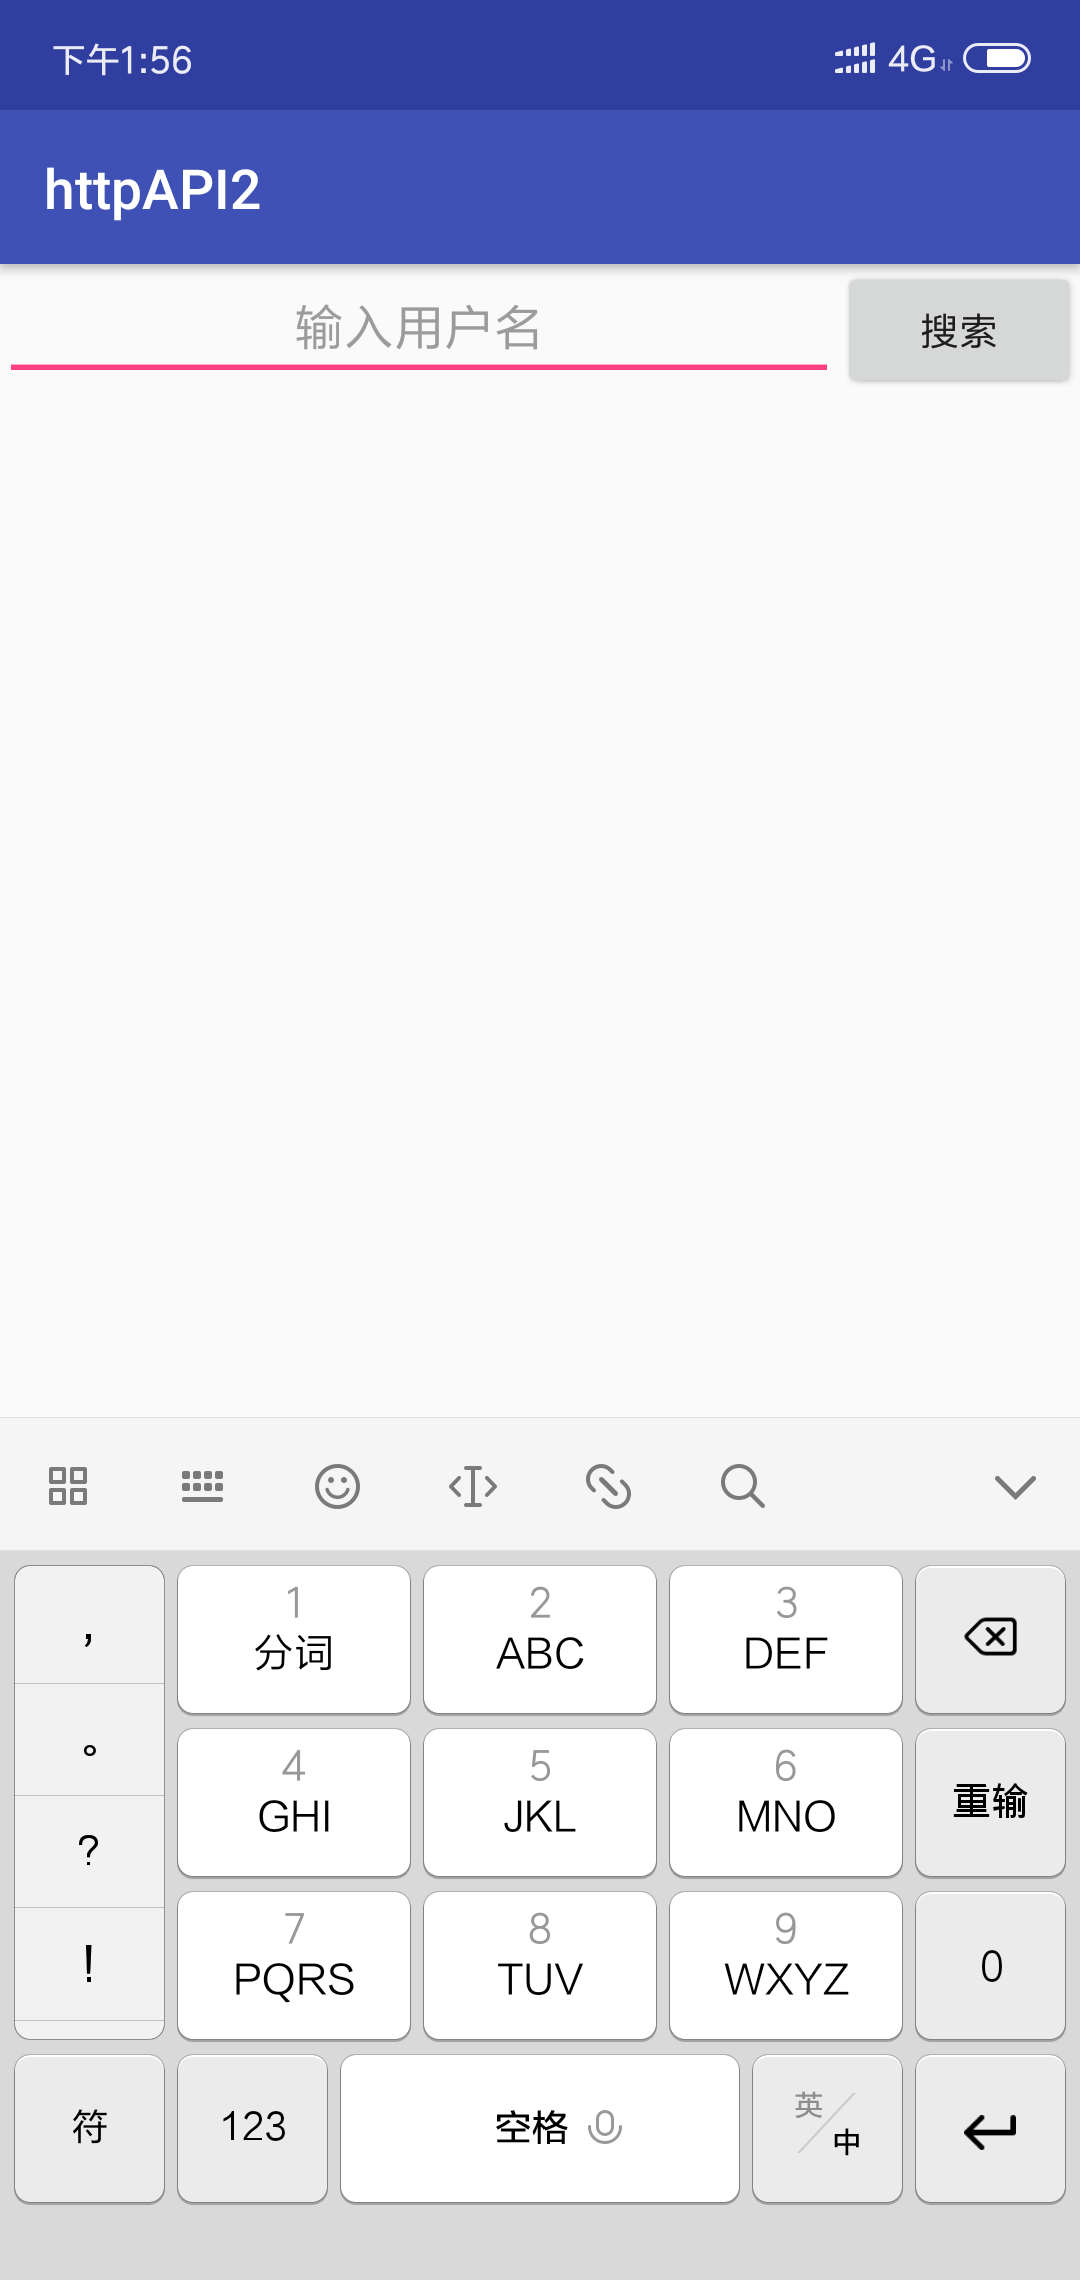 下午1:56 4G
httpAPI2
输入用户名 搜索
, 1 2 3
分词 ABC DEF
。 4 5 6
GHI JKL MNO 重输
?
! 7 8 9
PQRS TUV WXYZ 0
符 123 空格 英/中